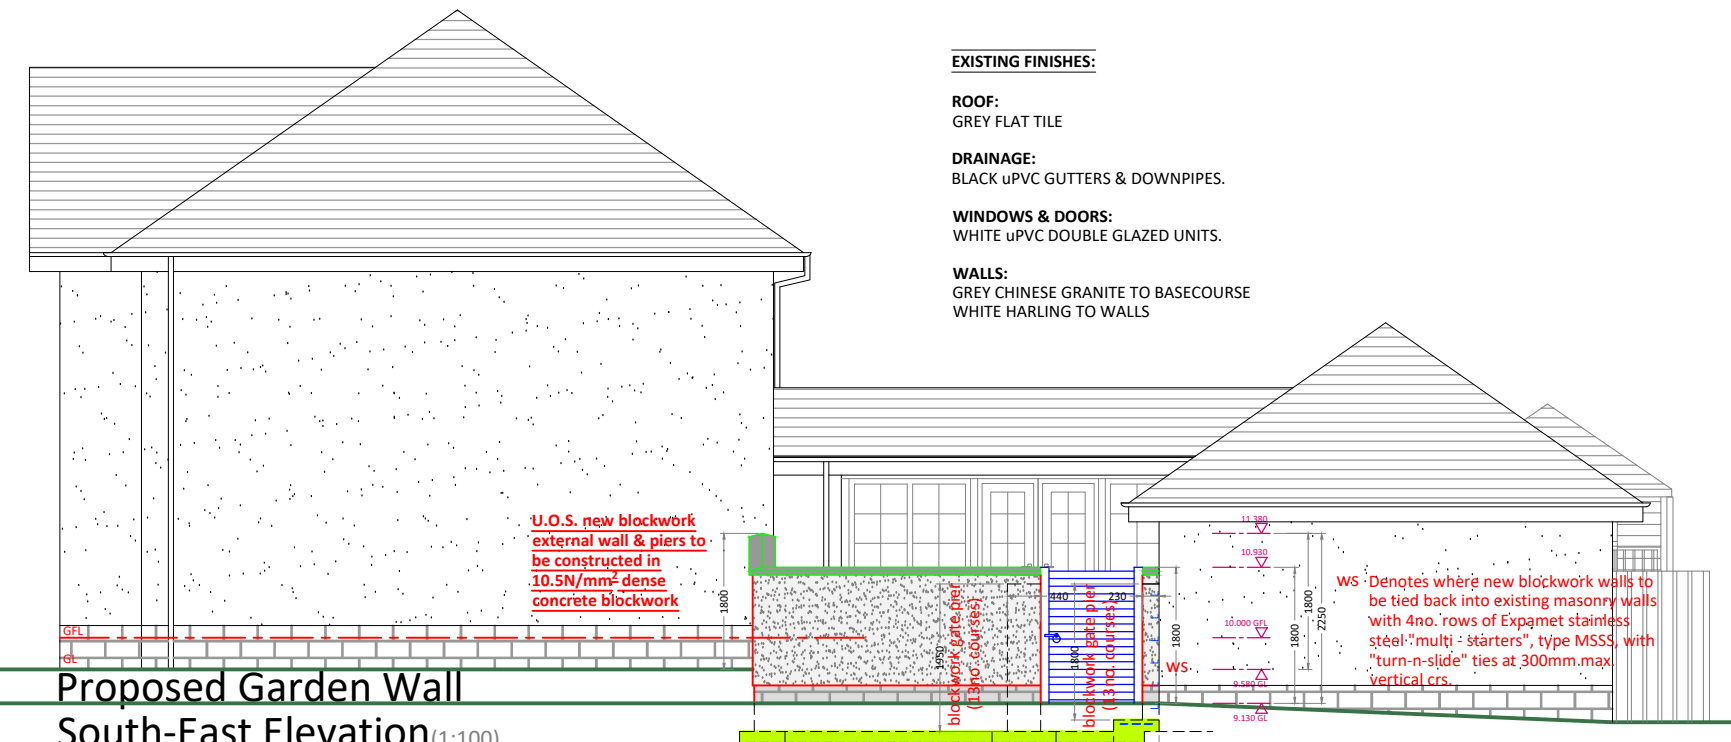 EXISTING FINISHES:
ROOF:
GREY FLAT TILE
DRAINAGE:
BLACK uPVC GUTTERS & DOWNPIPES.
WINDOWS & DOORS:
WHITE uPVC DOUBLE GLAZED UNITS.
WALLS:
GREY CHINESE GRANITE TO BASECOURSE
WHITE HARLING TO WALLS
U.O.S. new blockwork
external wall & piers to
be constructed in
10.5N/mm² dense
concrete blockwork
1800
GFL
GL
blockwork gate pier
(13no. courses)
1950
440
230
1800
blockwork gate pier
(13no. courses)
1800
WS
11.380
10.930
10.000 GFL
9.580 GL
9.130 GL
1800
1800
2250
WS - Denotes where new blockwork walls to
be tied back into existing masonry walls
with 4no. rows of Expamet stainless
steel "multi - starters", type MSSS, with
"turn-n-slide" ties at 300mm max.
vertical crs.
Proposed Garden Wall
South-East Elevation (1:100)